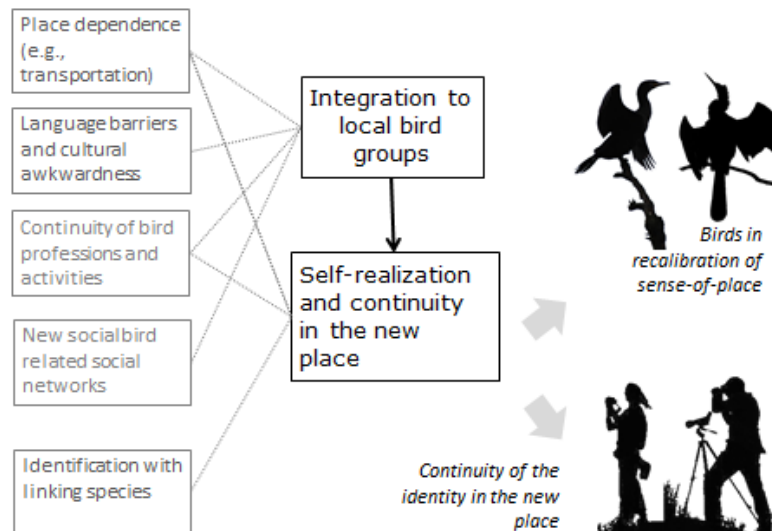 Place dependence
(e.g.,
transportation)
Language barriers
and cultural
awkwardness
Continuity of bird
professions and
activities
New social bird
related social
networks
Identification with
linking species
Integration to
local bird
groups
Self-realization
and continuity
in the new
place
Birds in
recalibration of
sense-of-place
Continuity of the
identity in the new
place